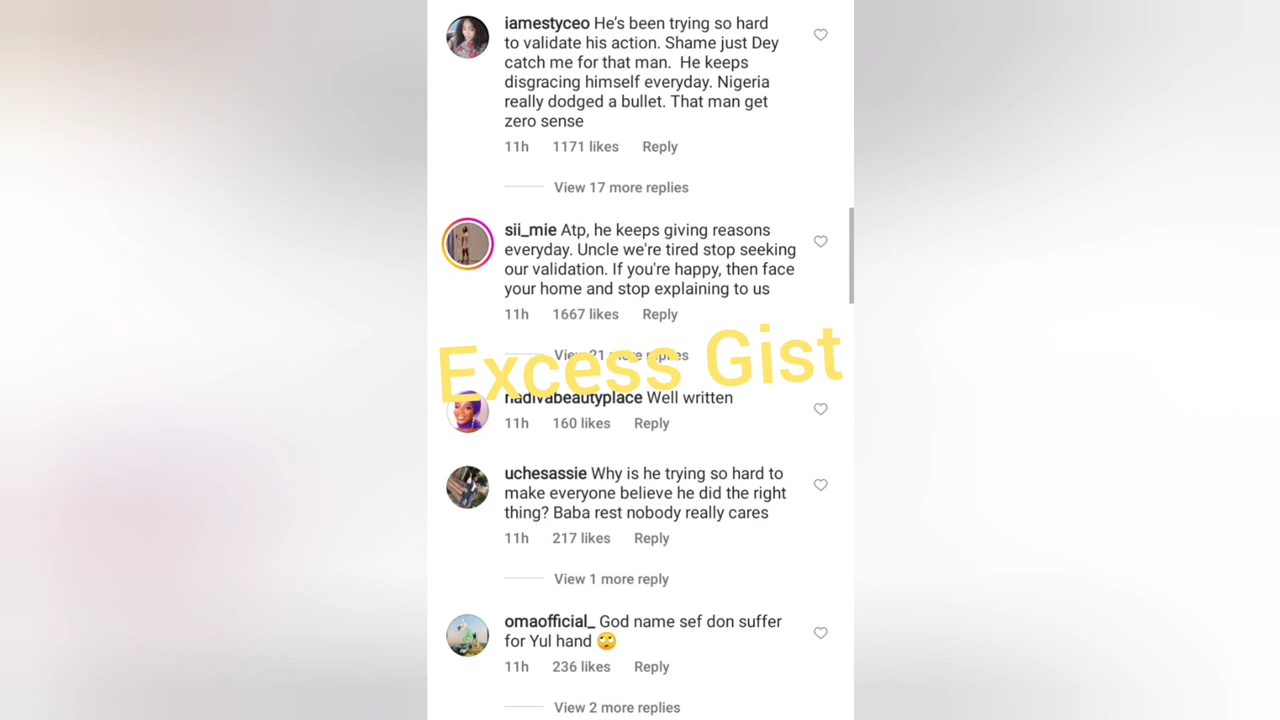 iamestyceo He's been trying so hard
to validate his action. Shame just Dey
catch me for that man. He keeps
disgracing himself everyday. Nigeria
really dodged a bullet. That man get
zero sense
11h 1171 likes Reply
View 17 more replies
sii_mie Atp, he keeps giving reasons
everyday. Uncle we're tired stop seeking
our validation. If you're happy, then face
your home and stop explaining to us
11h 1667 likes Reply
View 21 more replies
Excess Gist
nadivabeautyplace Well written
11h 160 likes Reply
uchesassie Why is he trying so hard to
make everyone believe he did the right
thing? Baba rest nobody really cares
11h 217 likes Reply
View 1 more reply
omaofficial_ God name sef don suffer
for Yul hand 🙄
11h 236 likes Reply
View 2 more replies